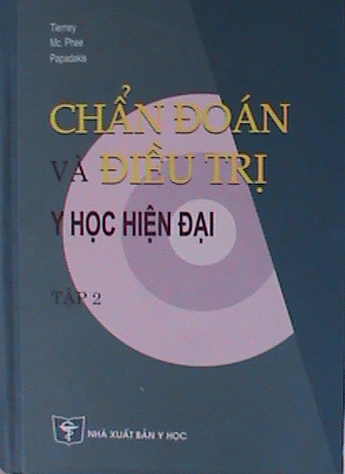 Tierney
Mc. Phee
Papadakis
CHẨN ĐOÁN
VÀ ĐIỀU TRỊ
Y HỌC HIỆN ĐẠI
TẬP 2
NHÀ XUẤT BẢN Y HỌC